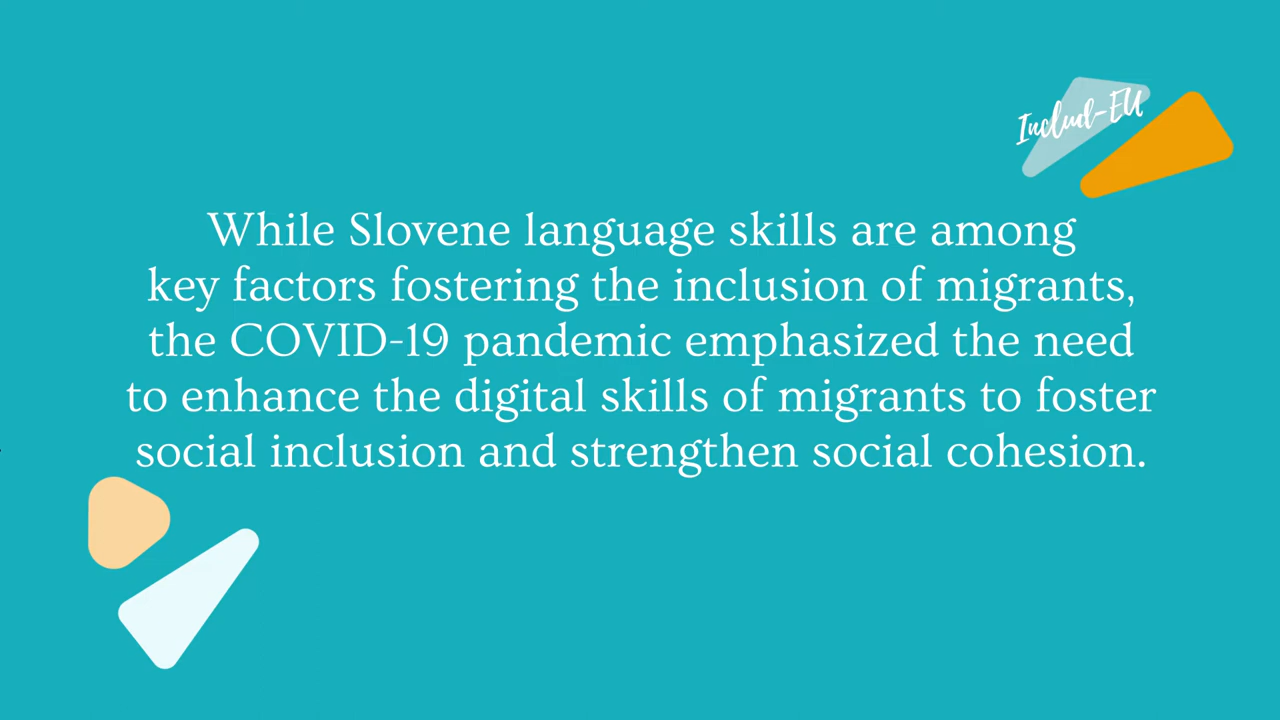 Includ-EU
While Slovene language skills are among
key factors fostering the inclusion of migrants,
the COVID-19 pandemic emphasized the need
to enhance the digital skills of migrants to foster
social inclusion and strengthen social cohesion.